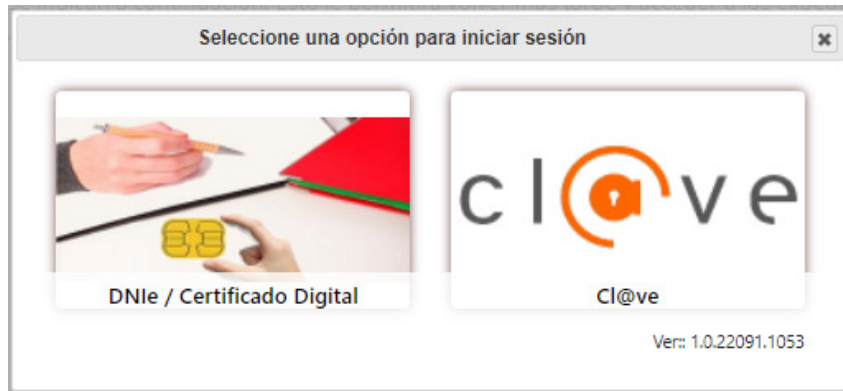 Seleccione una opción para iniciar sesión
cl@ve
DNIe / Certificado Digital
Cl@ve
Ver:: 1.0.22091.1053